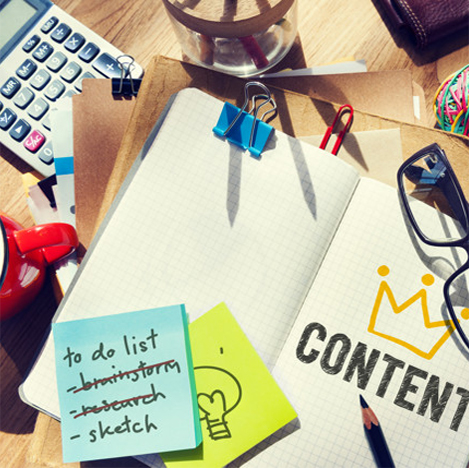 to do list
- brainstorm
- research
- sketch
CONTENT